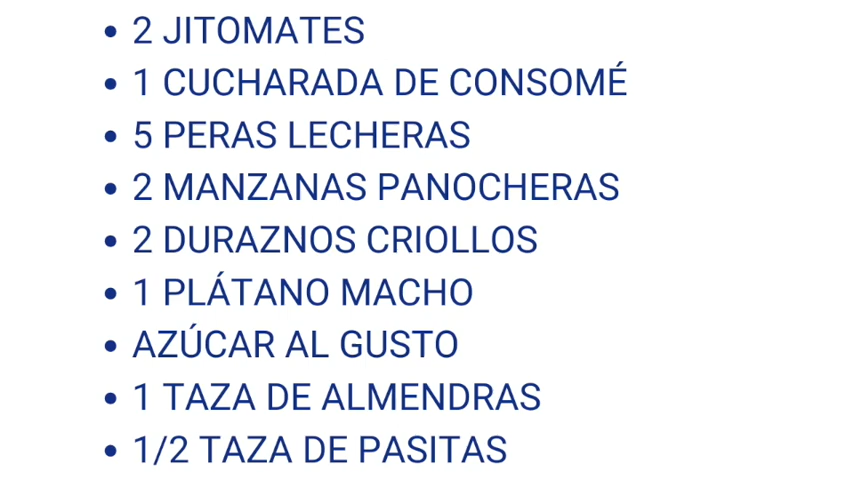 • 2 JITOMATES
• 1 CUCHARADA DE CONSOMÉ
• 5 PERAS LECHERAS
• 2 MANZANAS PANOCHERAS
• 2 DURAZNOS CRIOLLOS
• 1 PLÁTANO MACHO
• AZÚCAR AL GUSTO
• 1 TAZA DE ALMENDRAS
• 1/2 TAZA DE PASITAS